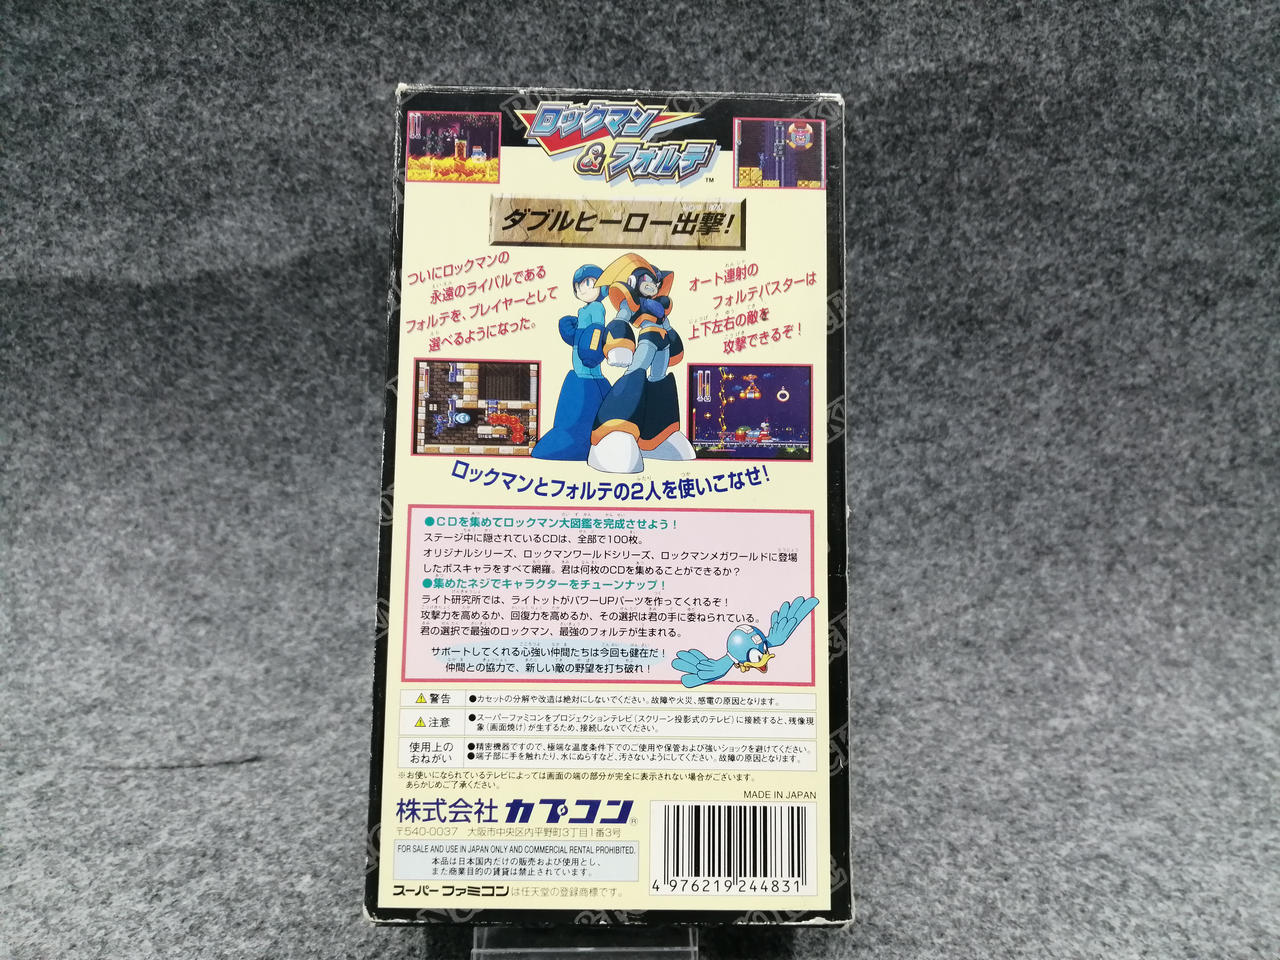 ロックマン
&フォルテ
TM
ダブルヒーロー出撃!
ついにロックマンの
永遠のライバルである
フォルテを、プレイヤーとして
選べるようになった。
オート連射の
フォルテバスターは
上下左右の敵を
攻撃できるぞ!
ロックマンとフォルテの2人を使いこなせ!
●CDを集めてロックマン大図鑑を完成させよう!
ステージ中に隠されているCDは、全部で100枚。
オリジナルシリーズ、ロックマンワールドシリーズ、ロックマンメガワールドに登場
したボスキャラをすべて網羅。君は何枚のCDを集めることができるか?
●集めたネジでキャラクターをチューンナップ!
ライト研究所では、ライトットがパワーUPパーツを作ってくれるぞ!
攻撃力を高めるか、回復力を高めるか、その選択は君の手に委ねられている。
君の選択で最強のロックマン、最強のフォルテが生まれる。
サポートしてくれる心強い仲間たちは今回も健在だ!
仲間との協力で、新しい敵の野望を打ち破れ!
警告
●カセットの分解や改造は絶対にしないでください。故障や火災、感電の原因となります。
注意
●スーパーファミコンをプロジェクションテレビ(スクリーン投影式のテレビ)に接続すると、残像現
象(画面焼け)が生ずるため、接続しないでください。
使用上の
おねがい
●精密機器ですので、極端な温度条件下でのご使用や保管および強いショックを避けてください。
●端子部に手を触れたり、水にぬらすなど、汚さないようにしてください。故障の原因となります。
※お使いになられているテレビによっては画面の端の部分が完全に表示されない場合がございます。
あらかじめご了承ください。
MADE IN JAPAN
株式会社 カプコン®
〒540-0037 大阪市中央区内平野町3丁目1番3号
FOR SALE AND USE IN JAPAN ONLY AND COMMERCIAL RENTAL PROHIBITED.
本品は日本国内だけの販売および使用とし、
また商業目的の賃貸は禁止されています。
スーパーファミコンは任天堂の登録商標です。
4 976219 244831